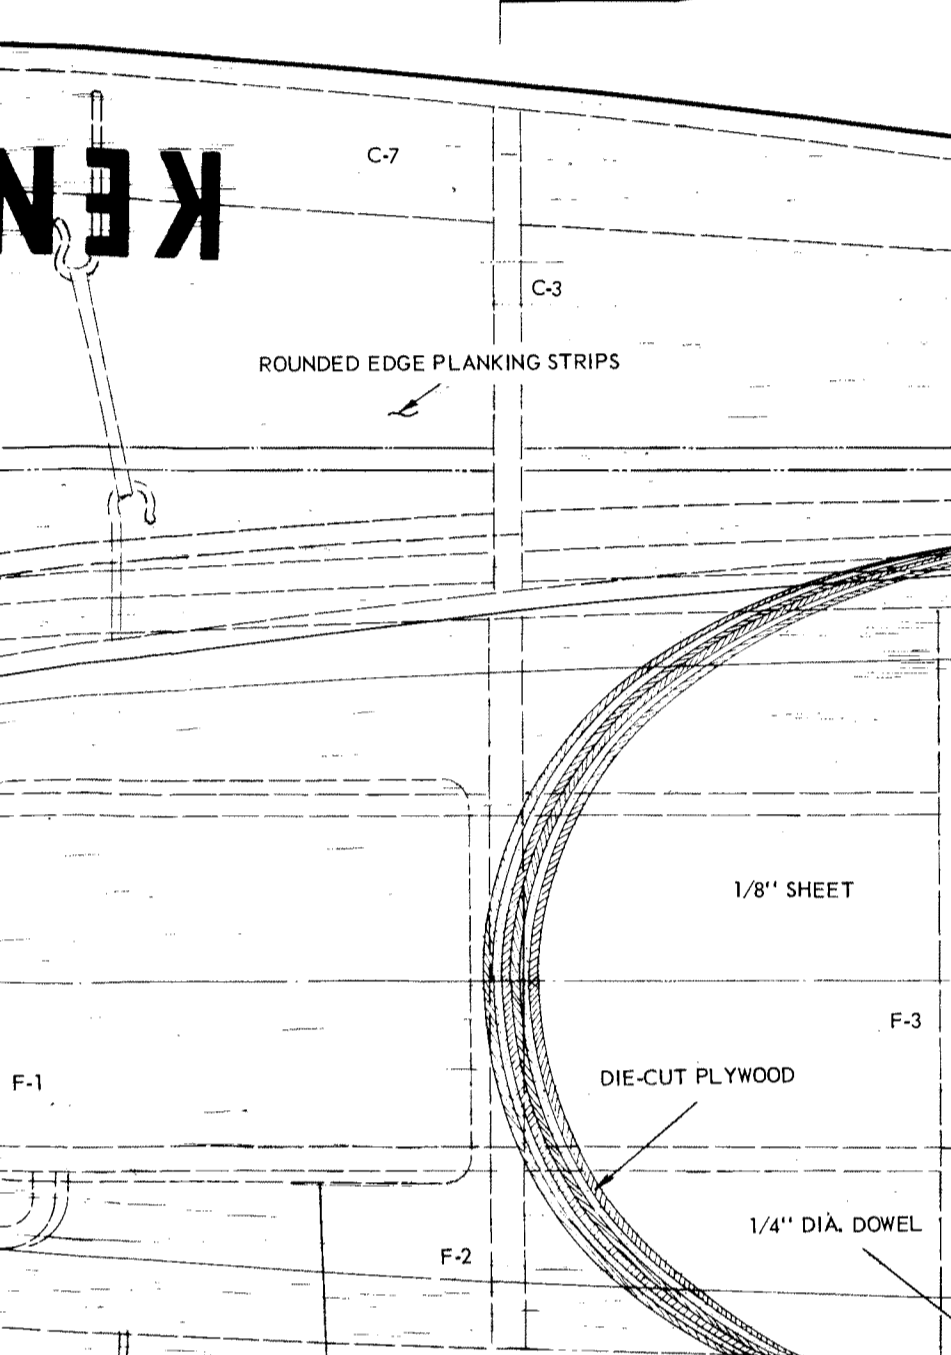 KEN
C-7
C-3
ROUNDED EDGE PLANKING STRIPS
1/8" SHEET
F-3
F-1
DIE-CUT PLYWOOD
1/4" DIA. DOWEL
F-2